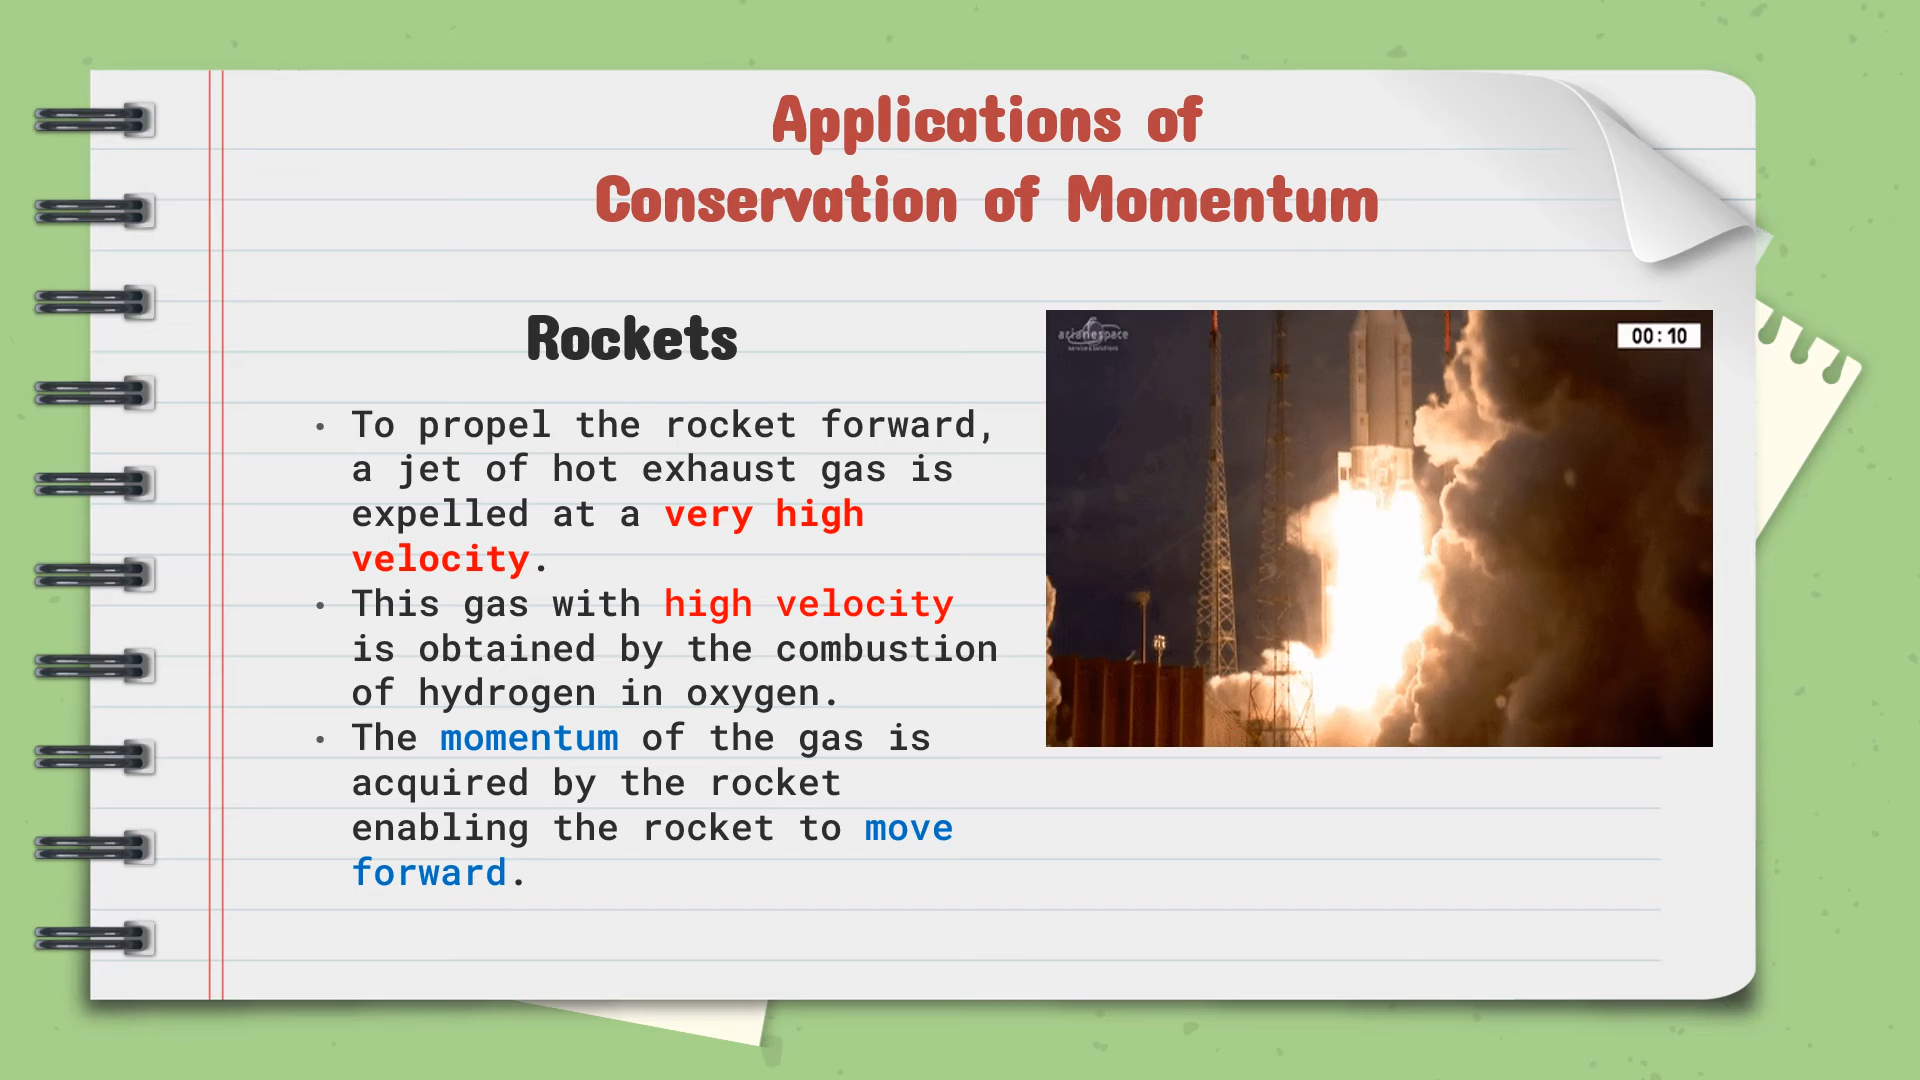 Applications of
Conservation of Momentum
Rockets
• To propel the rocket forward,
a jet of hot exhaust gas is
expelled at a very high
velocity.
• This gas with high velocity
is obtained by the combustion
of hydrogen in oxygen.
• The momentum of the gas is
acquired by the rocket
enabling the rocket to move
forward.
arianespace
service & solutions
00:10